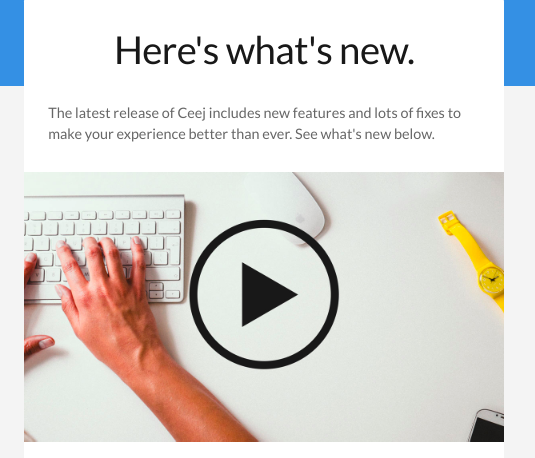 Here's what's new.
The latest release of Ceej includes new features and lots of fixes to
make your experience better than ever. See what's new below.